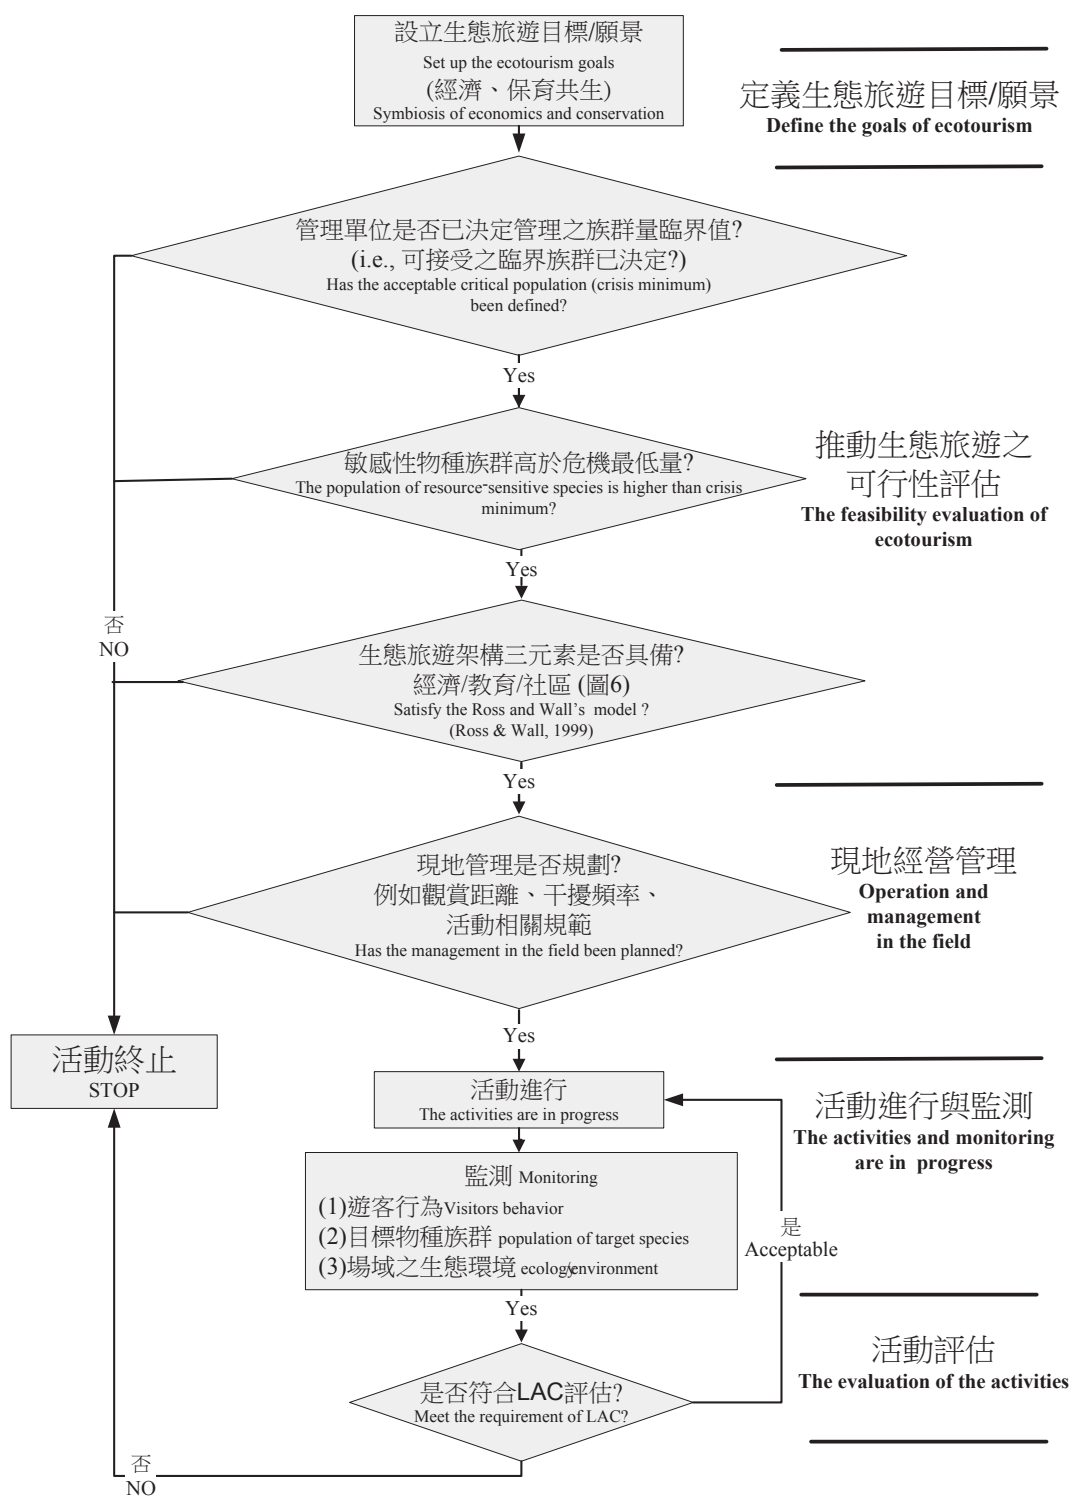 設立生態旅遊目標/願景
Set up the ecotourism goals
(經濟、保育共生)
Symbiosis of economics and conservation
定義生態旅遊目標/願景
Define the goals of ecotourism
管理單位是否已決定管理之族群量臨界值?
(i.e., 可接受之臨界族群已決定?)
Has the acceptable critical population (crisis minimum)
been defined?
Yes
敏感性物種族群高於危機最低量?
The population of resource-sensitive species is higher than crisis
minimum?
推動生態旅遊之
可行性評估
The feasibility evaluation of
ecotourism
Yes
否
NO
生態旅遊架構三元素是否具備?
經濟/教育/社區 (圖6)
Satisfy the Ross and Wall's model ?
(Ross & Wall, 1999)
Yes
現地管理是否規劃?
例如觀賞距離、干擾頻率、
活動相關規範
Has the management in the field been planned?
現地經營管理
Operation and
management
in the field
Yes
活動終止
STOP
活動進行
The activities are in progress
活動進行與監測
The activities and monitoring
are in progress
監測 Monitoring
(1)遊客行為Visitors behavior
(2)目標物種族群 population of target species
(3)場域之生態環境 ecology/environment
是
Acceptable
Yes
是否符合LAC評估?
Meet the requirement of LAC?
活動評估
The evaluation of the activities
否
NO